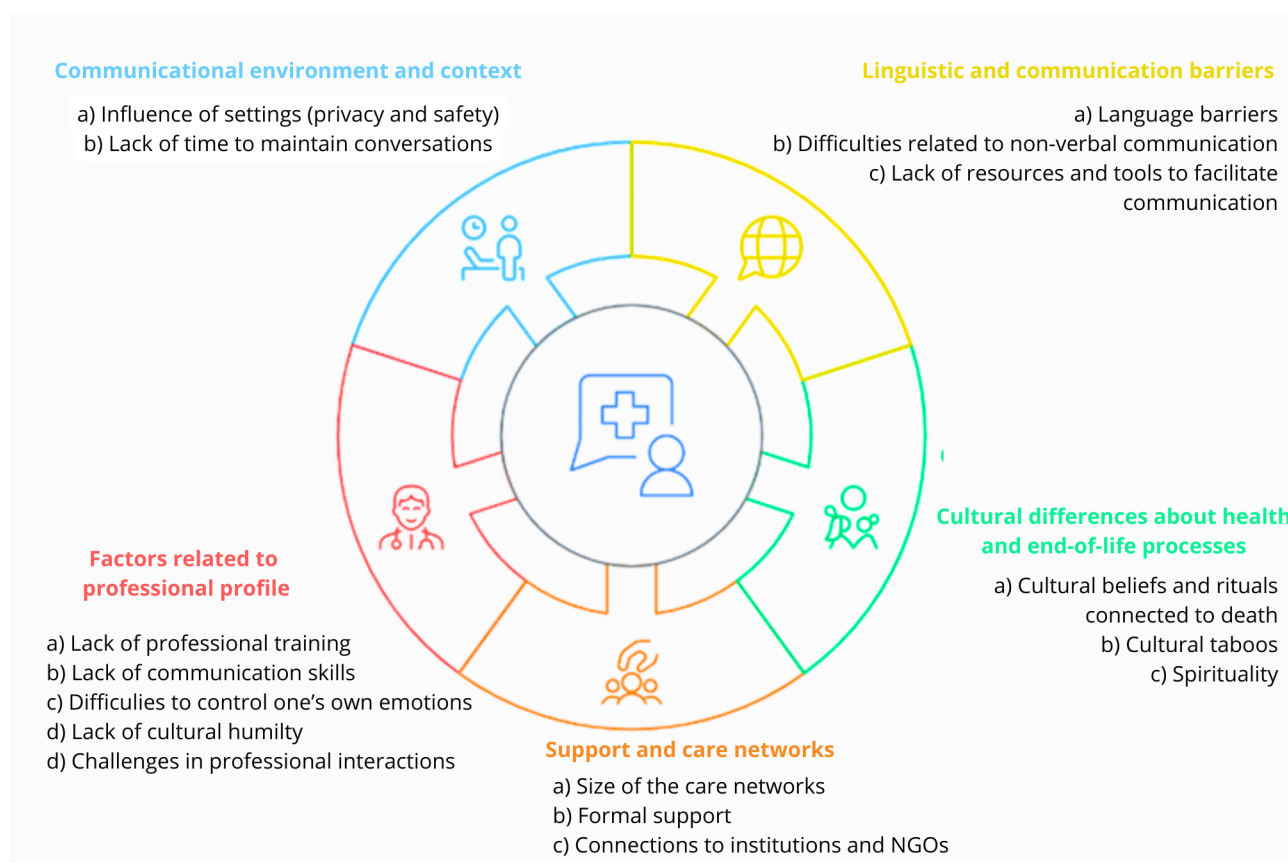 Communicational environment and context
a) Influence of settings (privacy and safety)
b) Lack of time to maintain conversations
Linguistic and communication barriers
a) Language barriers
b) Difficulties related to non-verbal communication
c) Lack of resources and tools to facilitate
communication
Cultural differences about health
and end-of-life processes
a) Cultural beliefs and rituals
connected to death
b) Cultural taboos
c) Spirituality
Factors related to
professional profile
a) Lack of professional training
b) Lack of communication skills
c) Difficulies to control one’s own emotions
d) Lack of cultural humilty
d) Challenges in professional interactions
Support and care networks
a) Size of the care networks
b) Formal support
c) Connections to institutions and NGOs